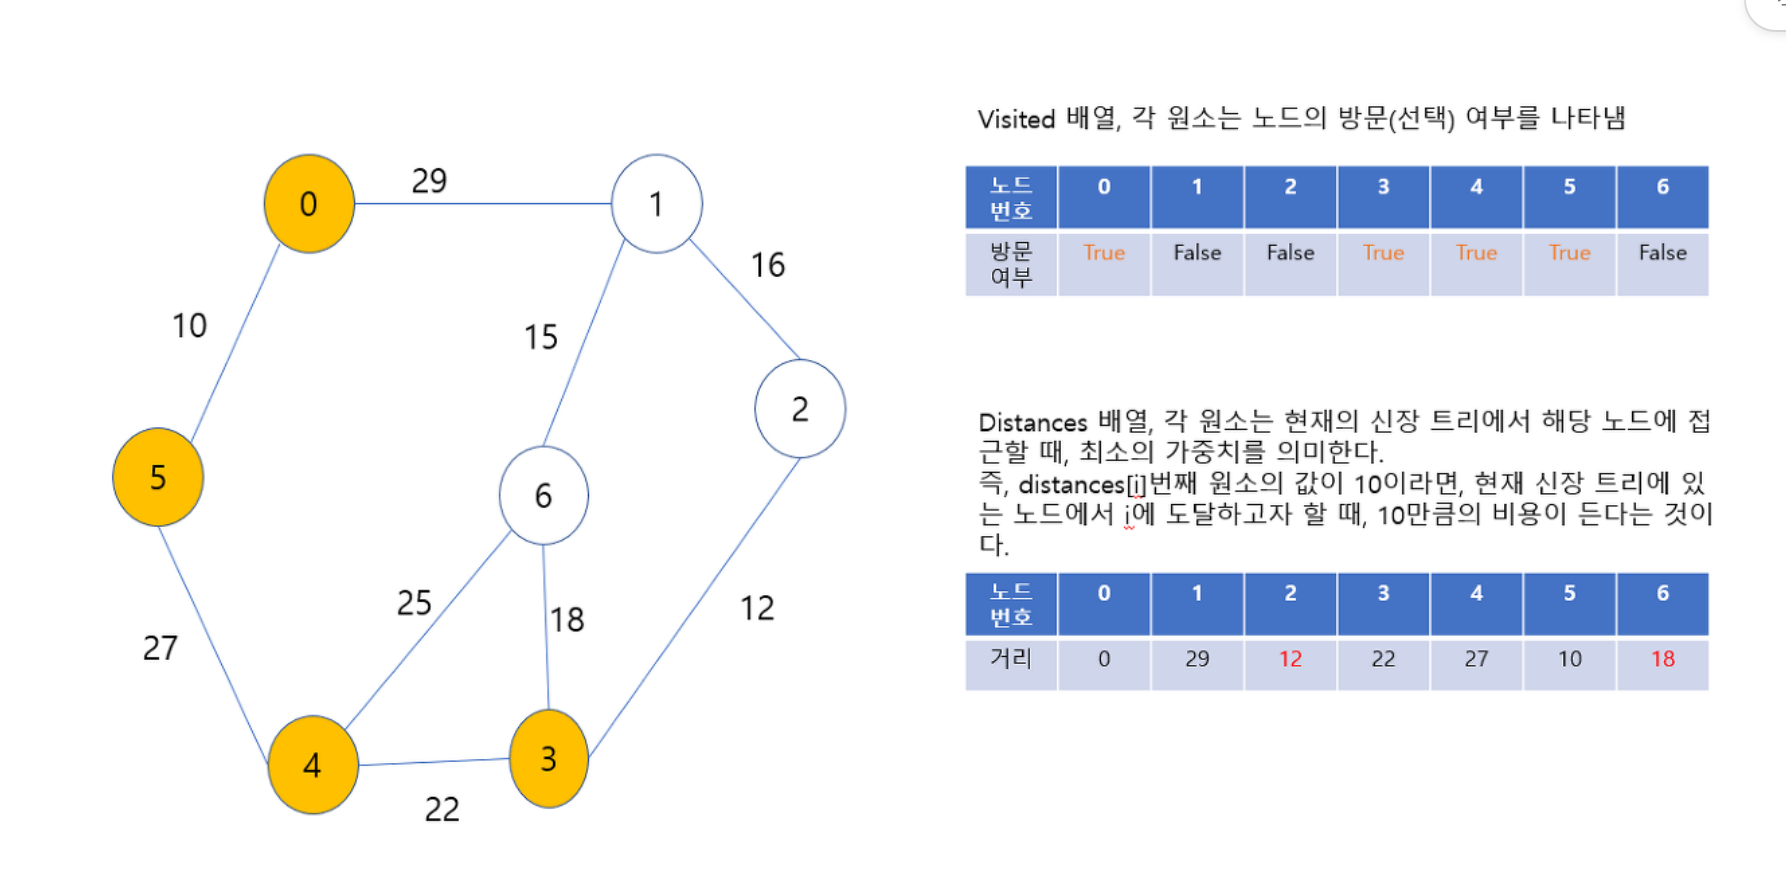 0
29
1
16
10
15
2
5
6
25
18
12
27
4
3
22
Visited 배열, 각 원소는 노드의 방문(선택) 여부를 나타냄
노드 번호 0 1 2 3 4 5 6
방문 여부 True False False True True True False
Distances 배열, 각 원소는 현재의 신장 트리에서 해당 노드에 접
근할 때, 최소의 가중치를 의미한다.
즉, distances[i]번째 원소의 값이 10이라면, 현재 신장 트리에 있
는 노드에서 i에 도달하고자 할 때, 10만큼의 비용이 든다는 것이
다.
노드 번호 0 1 2 3 4 5 6
거리 0 29 12 22 27 10 18